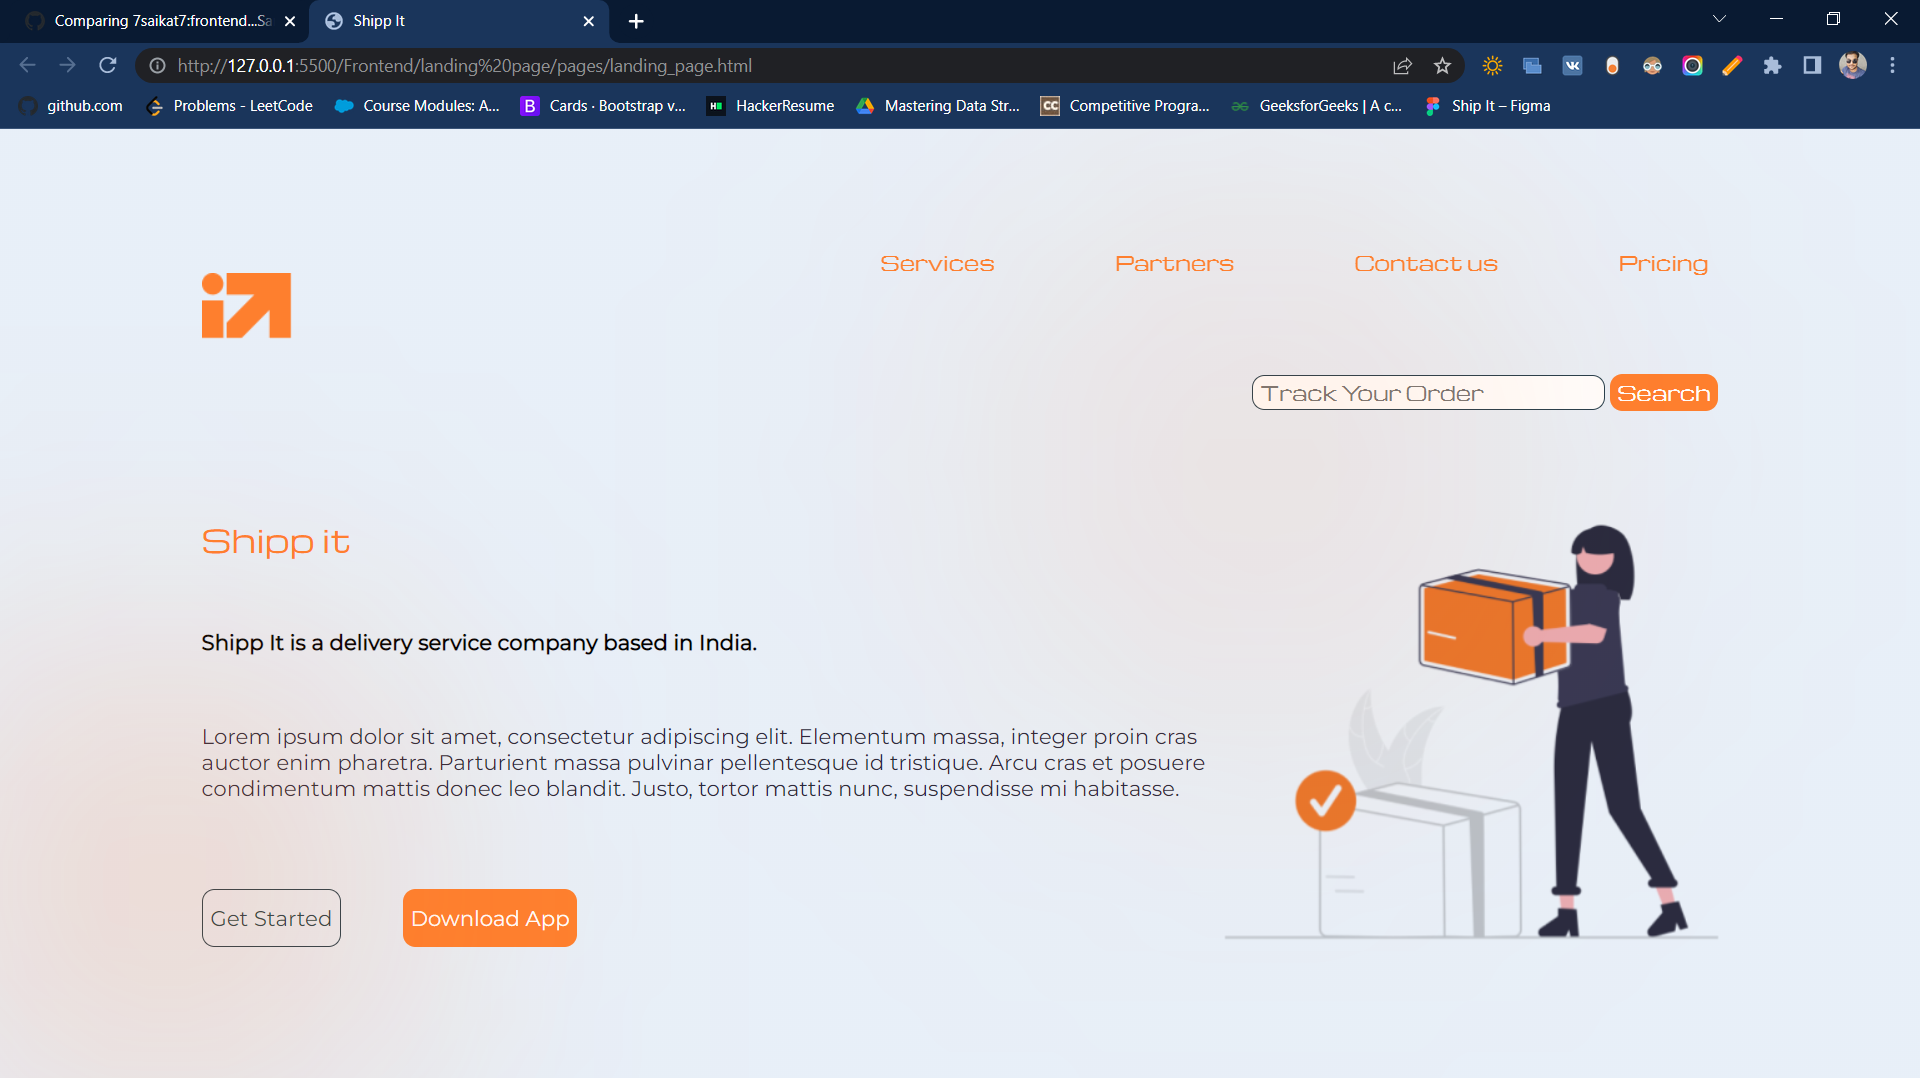 Comparing 7saikat7:frontend...Sa
Shipp It
http://127.0.0.1:5500/Frontend/landing%20page/pages/landing_page.html
github.com
Problems - LeetCode
Course Modules: A...
B
Cards · Bootstrap v...
HackerResume
Mastering Data Str...
CC
Competitive Progra...
GeeksforGeeks | A c...
Ship It – Figma
Services
Partners
Contact us
Pricing
Track Your Order
Search
Shipp it
Shipp It is a delivery service company based in India.
Lorem ipsum dolor sit amet, consectetur adipiscing elit. Elementum massa, integer proin cras
auctor enim pharetra. Parturient massa pulvinar pellentesque id tristique. Arcu cras et posuere
condimentum mattis donec leo blandit. Justo, tortor mattis nunc, suspendisse mi habitasse.
Get Started
Download App